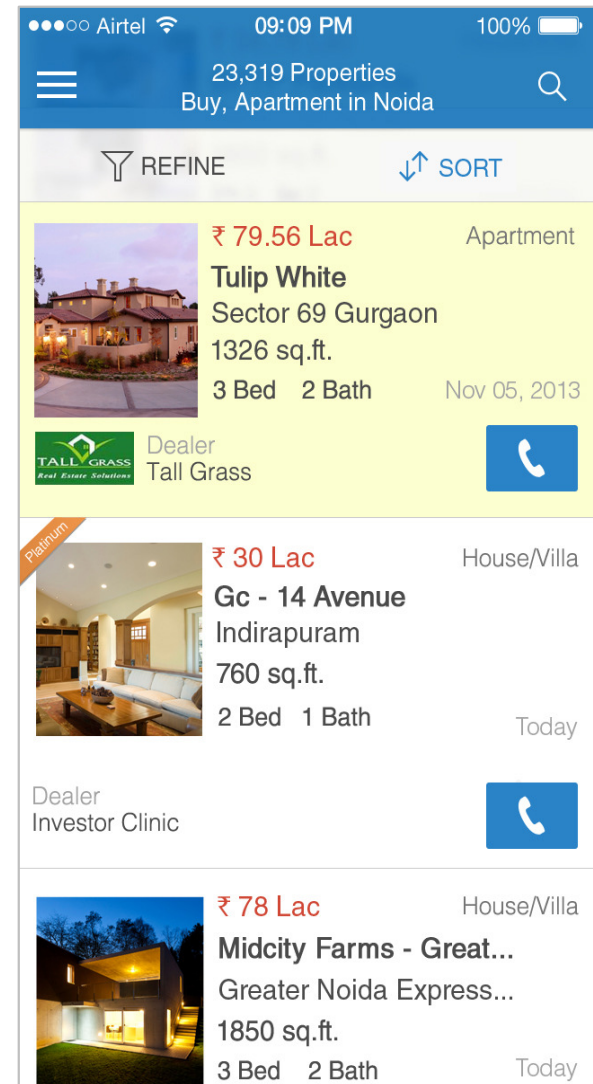 Airtel 09:09 PM 100%
23,319 Properties
Buy, Apartment in Noida
REFINE SORT
₹ 79.56 Lac Apartment
Tulip White
Sector 69 Gurgaon
1326 sq.ft.
3 Bed 2 Bath Nov 05, 2013
TALL GRASS
Real Estate Solutions
Dealer
Tall Grass
Platinum
₹ 30 Lac House/Villa
Gc - 14 Avenue
Indirapuram
760 sq.ft.
2 Bed 1 Bath Today
Dealer
Investor Clinic
₹ 78 Lac House/Villa
Midcity Farms - Great...
Greater Noida Express...
1850 sq.ft.
3 Bed 2 Bath Today